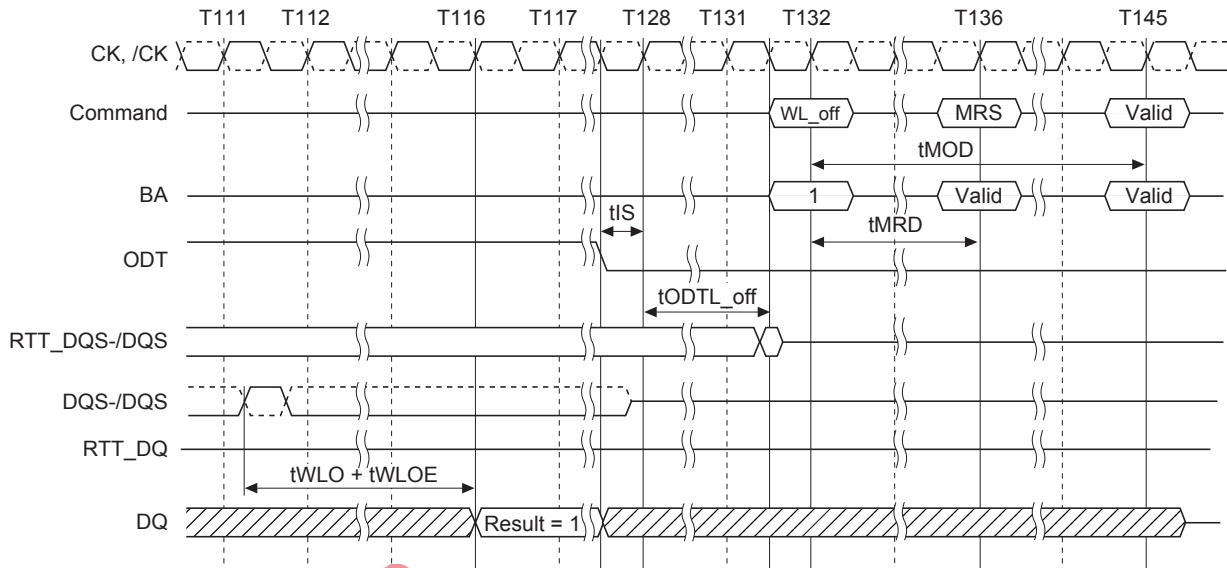 T111 T112 T116 T117 T128 T131 T132 T136 T145
CK, /CK
Command WL_off MRS Valid
tMOD
BA 1 Valid Valid
tIS
tMRD
ODT
tODTL_off
RTT_DQS-/DQS
DQS-/DQS
RTT_DQ
tWLO + tWLOE
DQ Result = 1